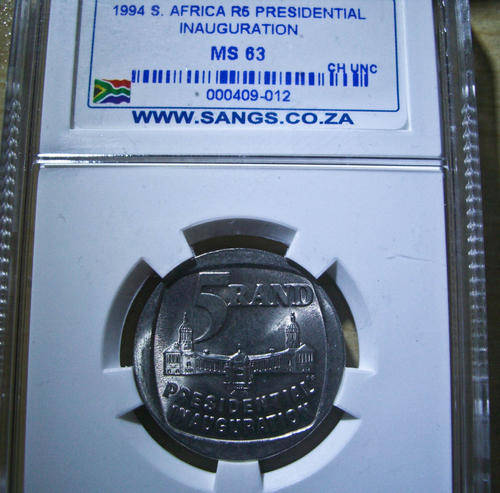 1994 S. AFRICA R5 PRESIDENTIAL
INAUGURATION
MS 63
CH UNC
000409-012
WWW.SANGS.CO.ZA
5 RAND
PRESIDENTIAL
INAUGURATION